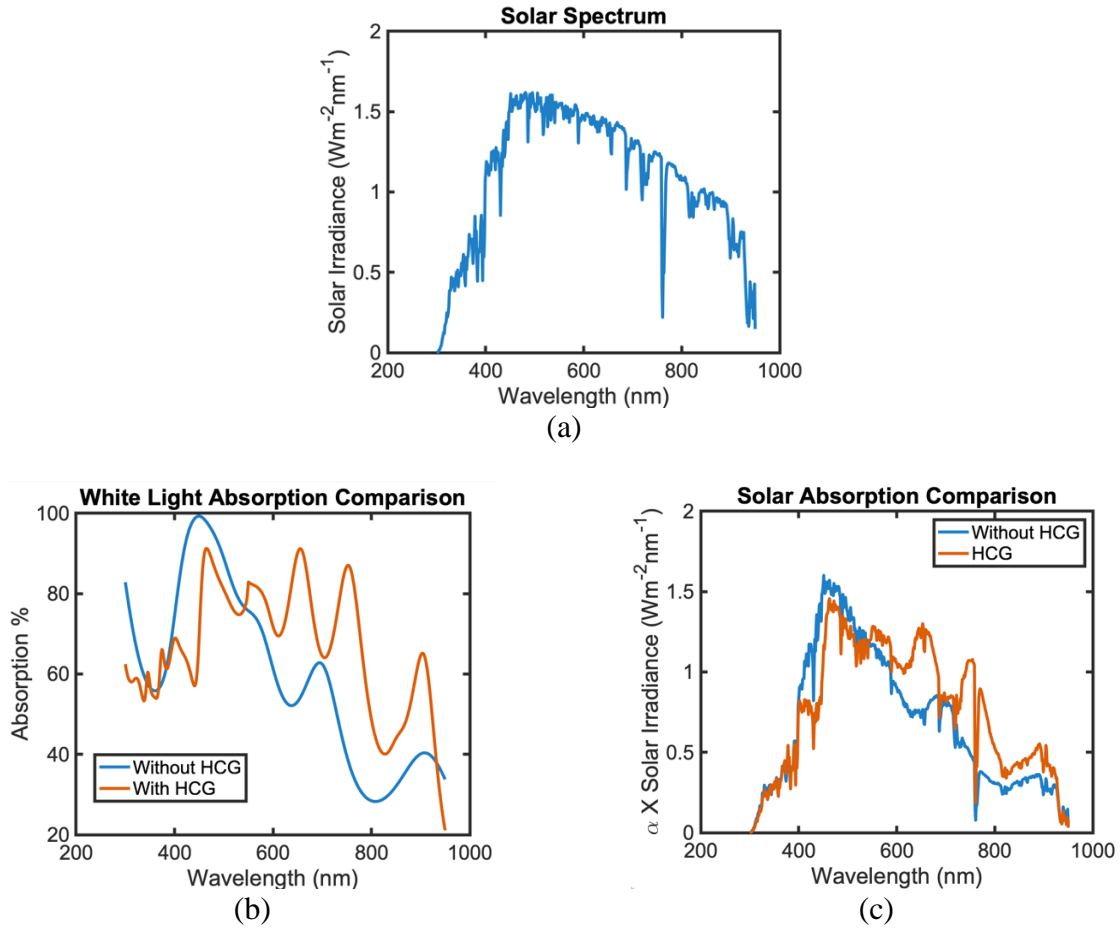 Solar Spectrum
2
1.5
1
0.5
0
200 400 600 800 1000
Solar Irradiance (Wm-2nm-1)
Wavelength (nm)
(a)
White Light Absorption Comparison
100
80
60
40
20
200 400 600 800 1000
Absorption %
Without HCG
With HCG
Wavelength (nm)
(b)
Solar Absorption Comparison
2
1.5
1
0.5
0
200 400 600 800 1000
α X Solar Irradiance (Wm-2nm-1)
Without HCG
HCG
Wavelength (nm)
(c)